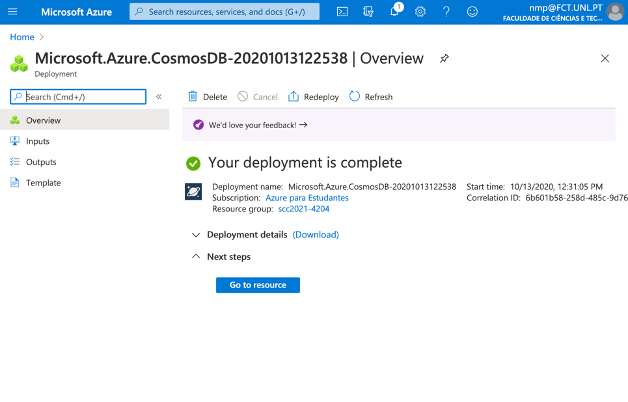 Microsoft Azure
Search resources, services, and docs (G+/)
1
nmp@FCT.UNL.PT
FACULDADE DE CIÊNCIAS E TEC...
Home >
Microsoft.Azure.CosmosDB-20201013122538 | Overview
Deployment
Search (Cmd+/)
«
Delete
Cancel
Redeploy
Refresh
Overview
Inputs
Outputs
Template
We'd love your feedback! →
Your deployment is complete
Deployment name: Microsoft.Azure.CosmosDB-20201013122538
Subscription: Azure para Estudantes
Resource group: scc2021-4204
Start time: 10/13/2020, 12:31:05 PM
Correlation ID: 6b601b58-258d-485c-9d76
Deployment details (Download)
Next steps
Go to resource